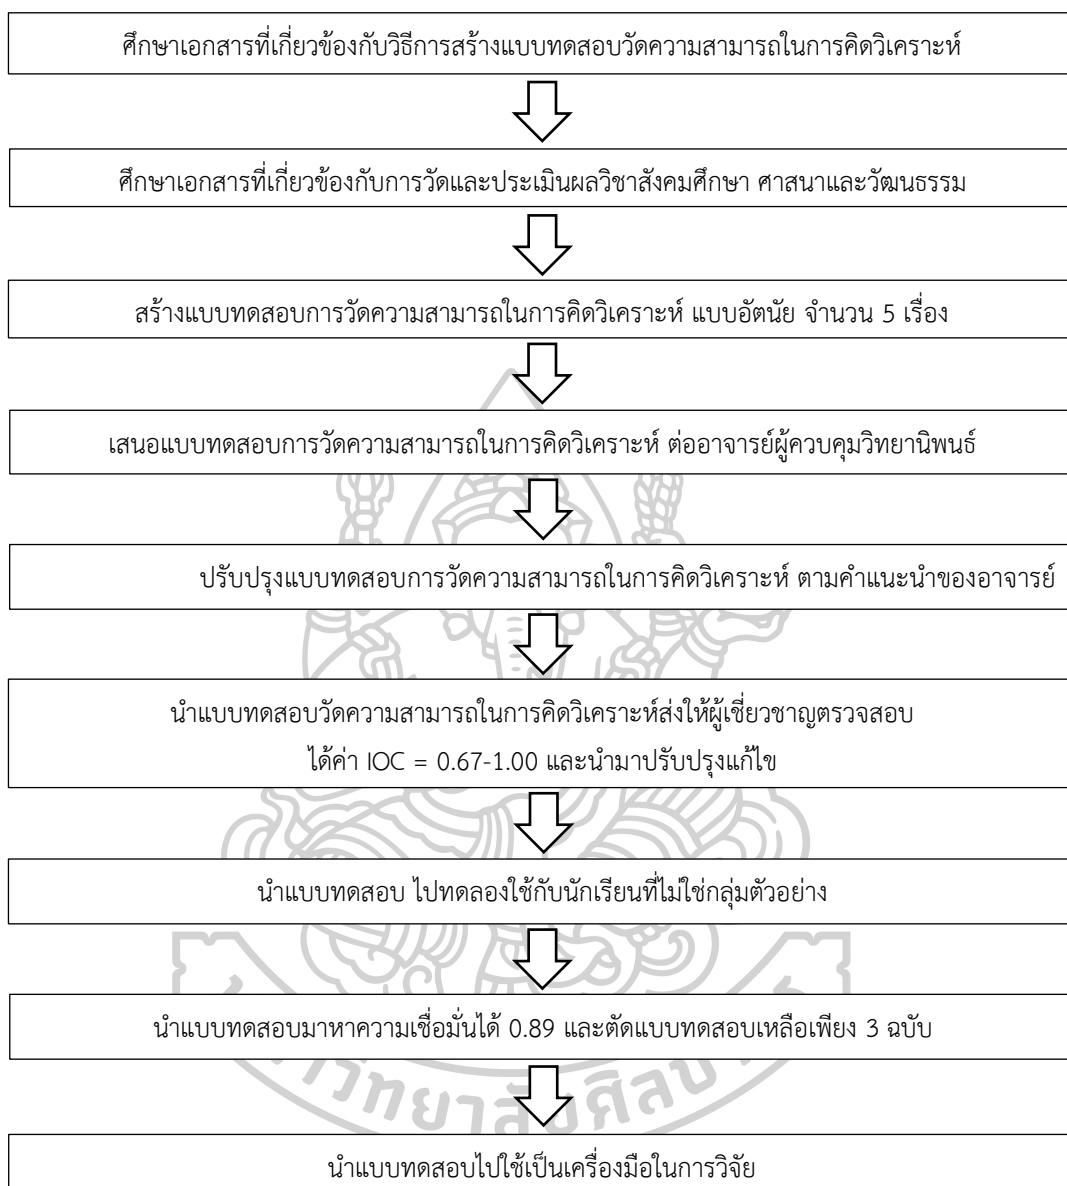 ศึกษาเอกสารที่เกี่ยวข้องกับวิธีการสร้างแบบทดสอบวัดความสามารถในการคิดวิเคราะห์
ศึกษาเอกสารที่เกี่ยวข้องกับการวัดและประเมินผลวิชาสังคมศึกษา ศาสนาและวัฒนธรรม
สร้างแบบทดสอบการวัดความสามารถในการคิดวิเคราะห์ แบบอัตนัย จำนวน 5 เรื่อง
เสนอแบบทดสอบการวัดความสามารถในการคิดวิเคราะห์ ต่ออาจารย์ผู้ควบคุมวิทยานิพนธ์
ปรับปรุงแบบทดสอบการวัดความสามารถในการคิดวิเคราะห์ ตามคำแนะนำของอาจารย์
นำแบบทดสอบวัดความสามารถในการคิดวิเคราะห์ส่งให้ผู้เชี่ยวชาญตรวจสอบ
ได้ค่า IOC = 0.67-1.00 และนำมาปรับปรุงแก้ไข
นำแบบทดสอบ ไปทดลองใช้กับนักเรียนที่ไม่ใช่กลุ่มตัวอย่าง
นำแบบทดสอบมาหาความเชื่อมั่นได้ 0.89 และตัดแบบทดสอบเหลือเพียง 3 ฉบับ
นำแบบทดสอบไปใช้เป็นเครื่องมือในการวิจัย